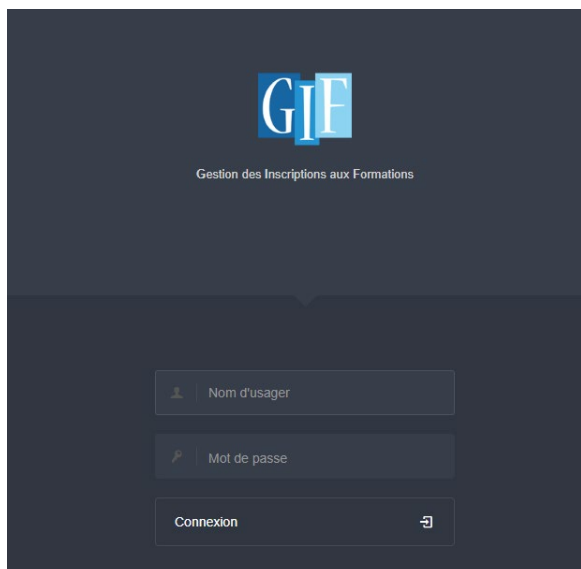 GIF
Gestion des Inscriptions aux Formations
Nom d'usager
Mot de passe
Connexion